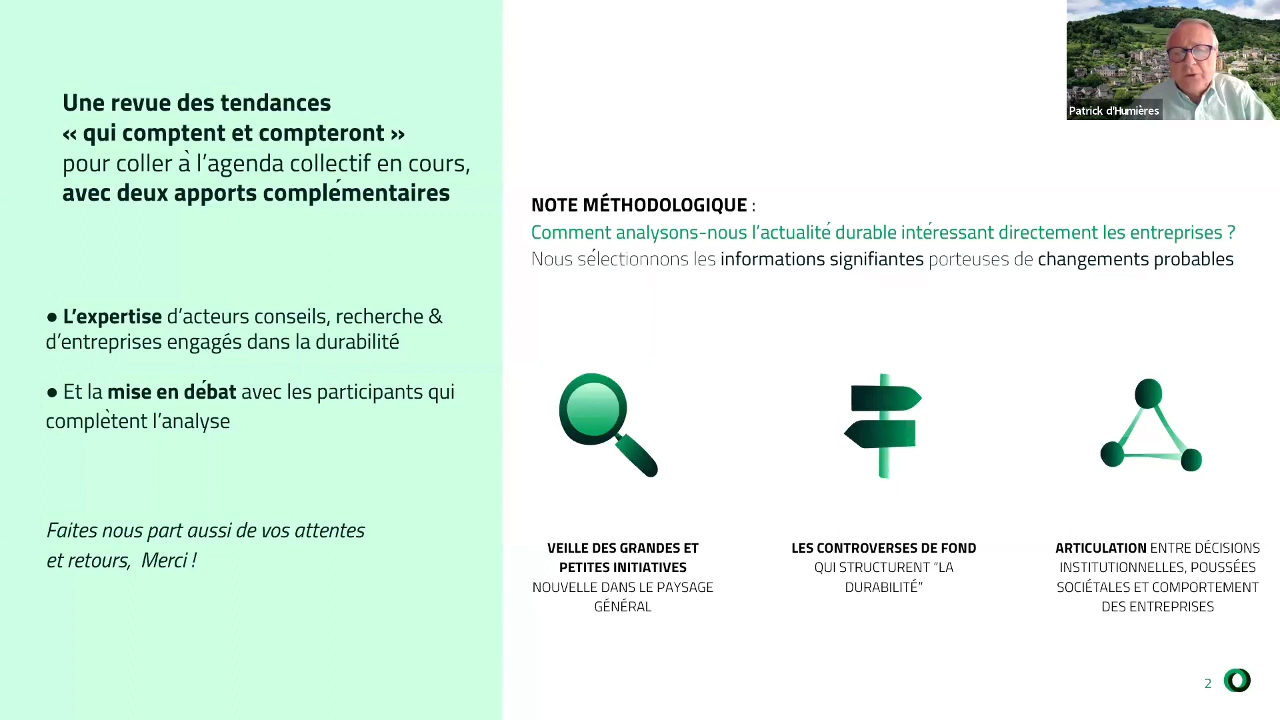 Une revue des tendances
« qui comptent et compteront »
pour coller à l'agenda collectif en cours,
avec deux apports complémentaires
● L'expertise d'acteurs conseils, recherche &
d'entreprises engagés dans la durabilité
● Et la mise en débat avec les participants qui
complètent l'analyse
Faites nous part aussi de vos attentes
et retours, Merci !
Patrick d'Humières
NOTE MÉTHODOLOGIQUE :
Comment analysons-nous l'actualité durable intéressant directement les entreprises ?
Nous sélectionnons les informations signifiantes porteuses de changements probables
VEILLE DES GRANDES ET
PETITES INITIATIVES
NOUVELLE DANS LE PAYSAGE
GÉNÉRAL
LES CONTROVERSES DE FOND
QUI STRUCTURENT "LA
DURABILITÉ"
ARTICULATION ENTRE DÉCISIONS
INSTITUTIONNELLES, POUSSÉES
SOCIÉTALES ET COMPORTEMENT
DES ENTREPRISES
2